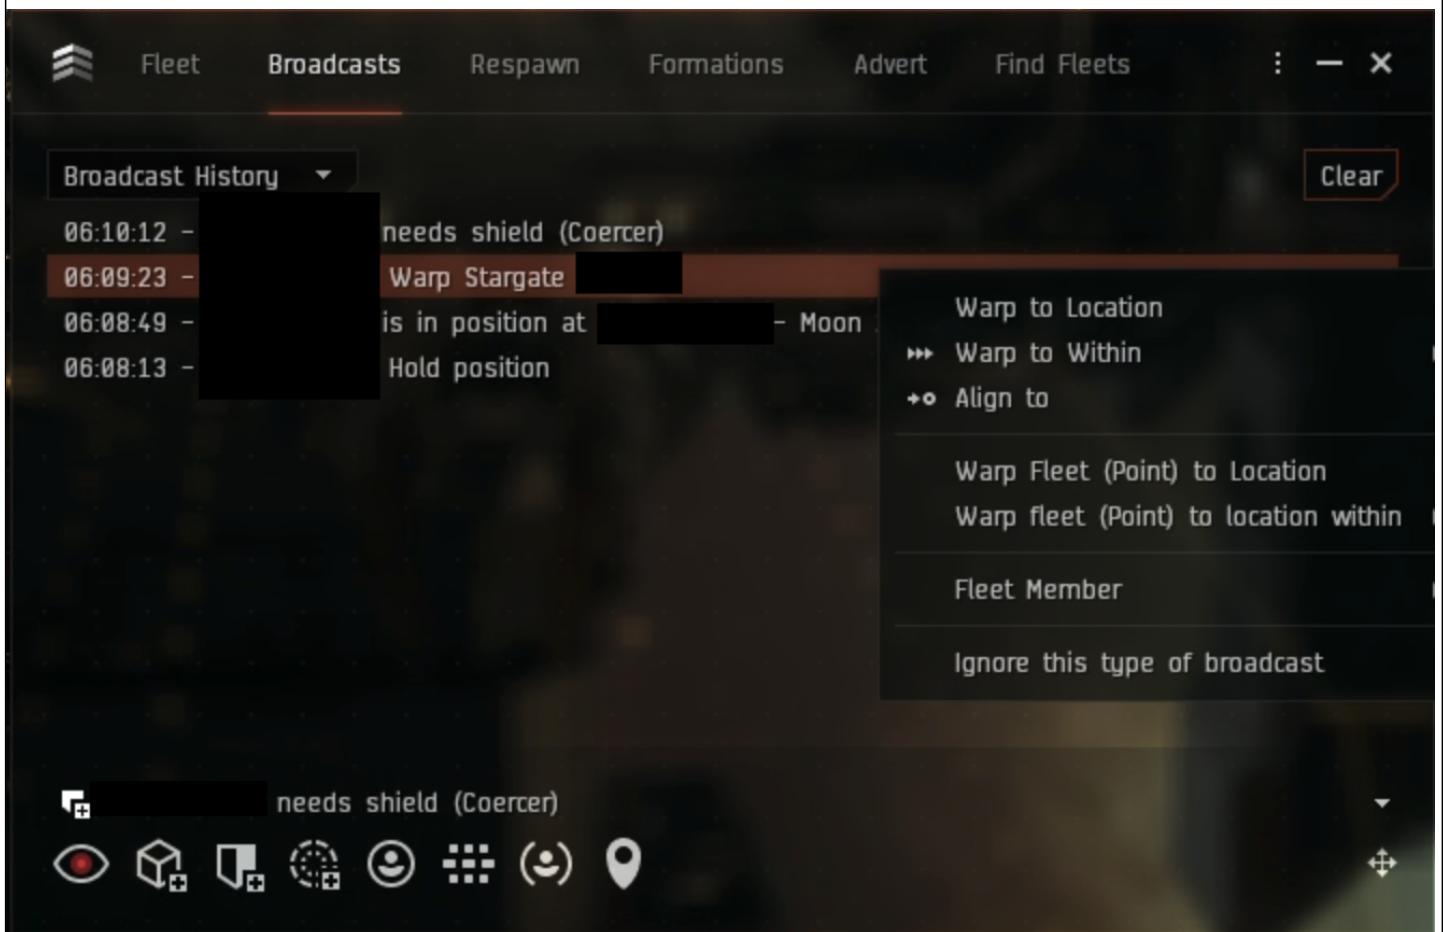 Fleet Broadcasts Respawn Formations Advert Find Fleets
Broadcast History
Clear
06:10:12 - needs shield (Coercer)
06:09:23 - Warp Stargate
06:08:49 - is in position at - Moon
06:08:13 - Hold position
Warp to Location
Warp to Within
Align to
Warp Fleet (Point) to Location
Warp fleet (Point) to location within
Fleet Member
Ignore this type of broadcast
needs shield (Coercer)